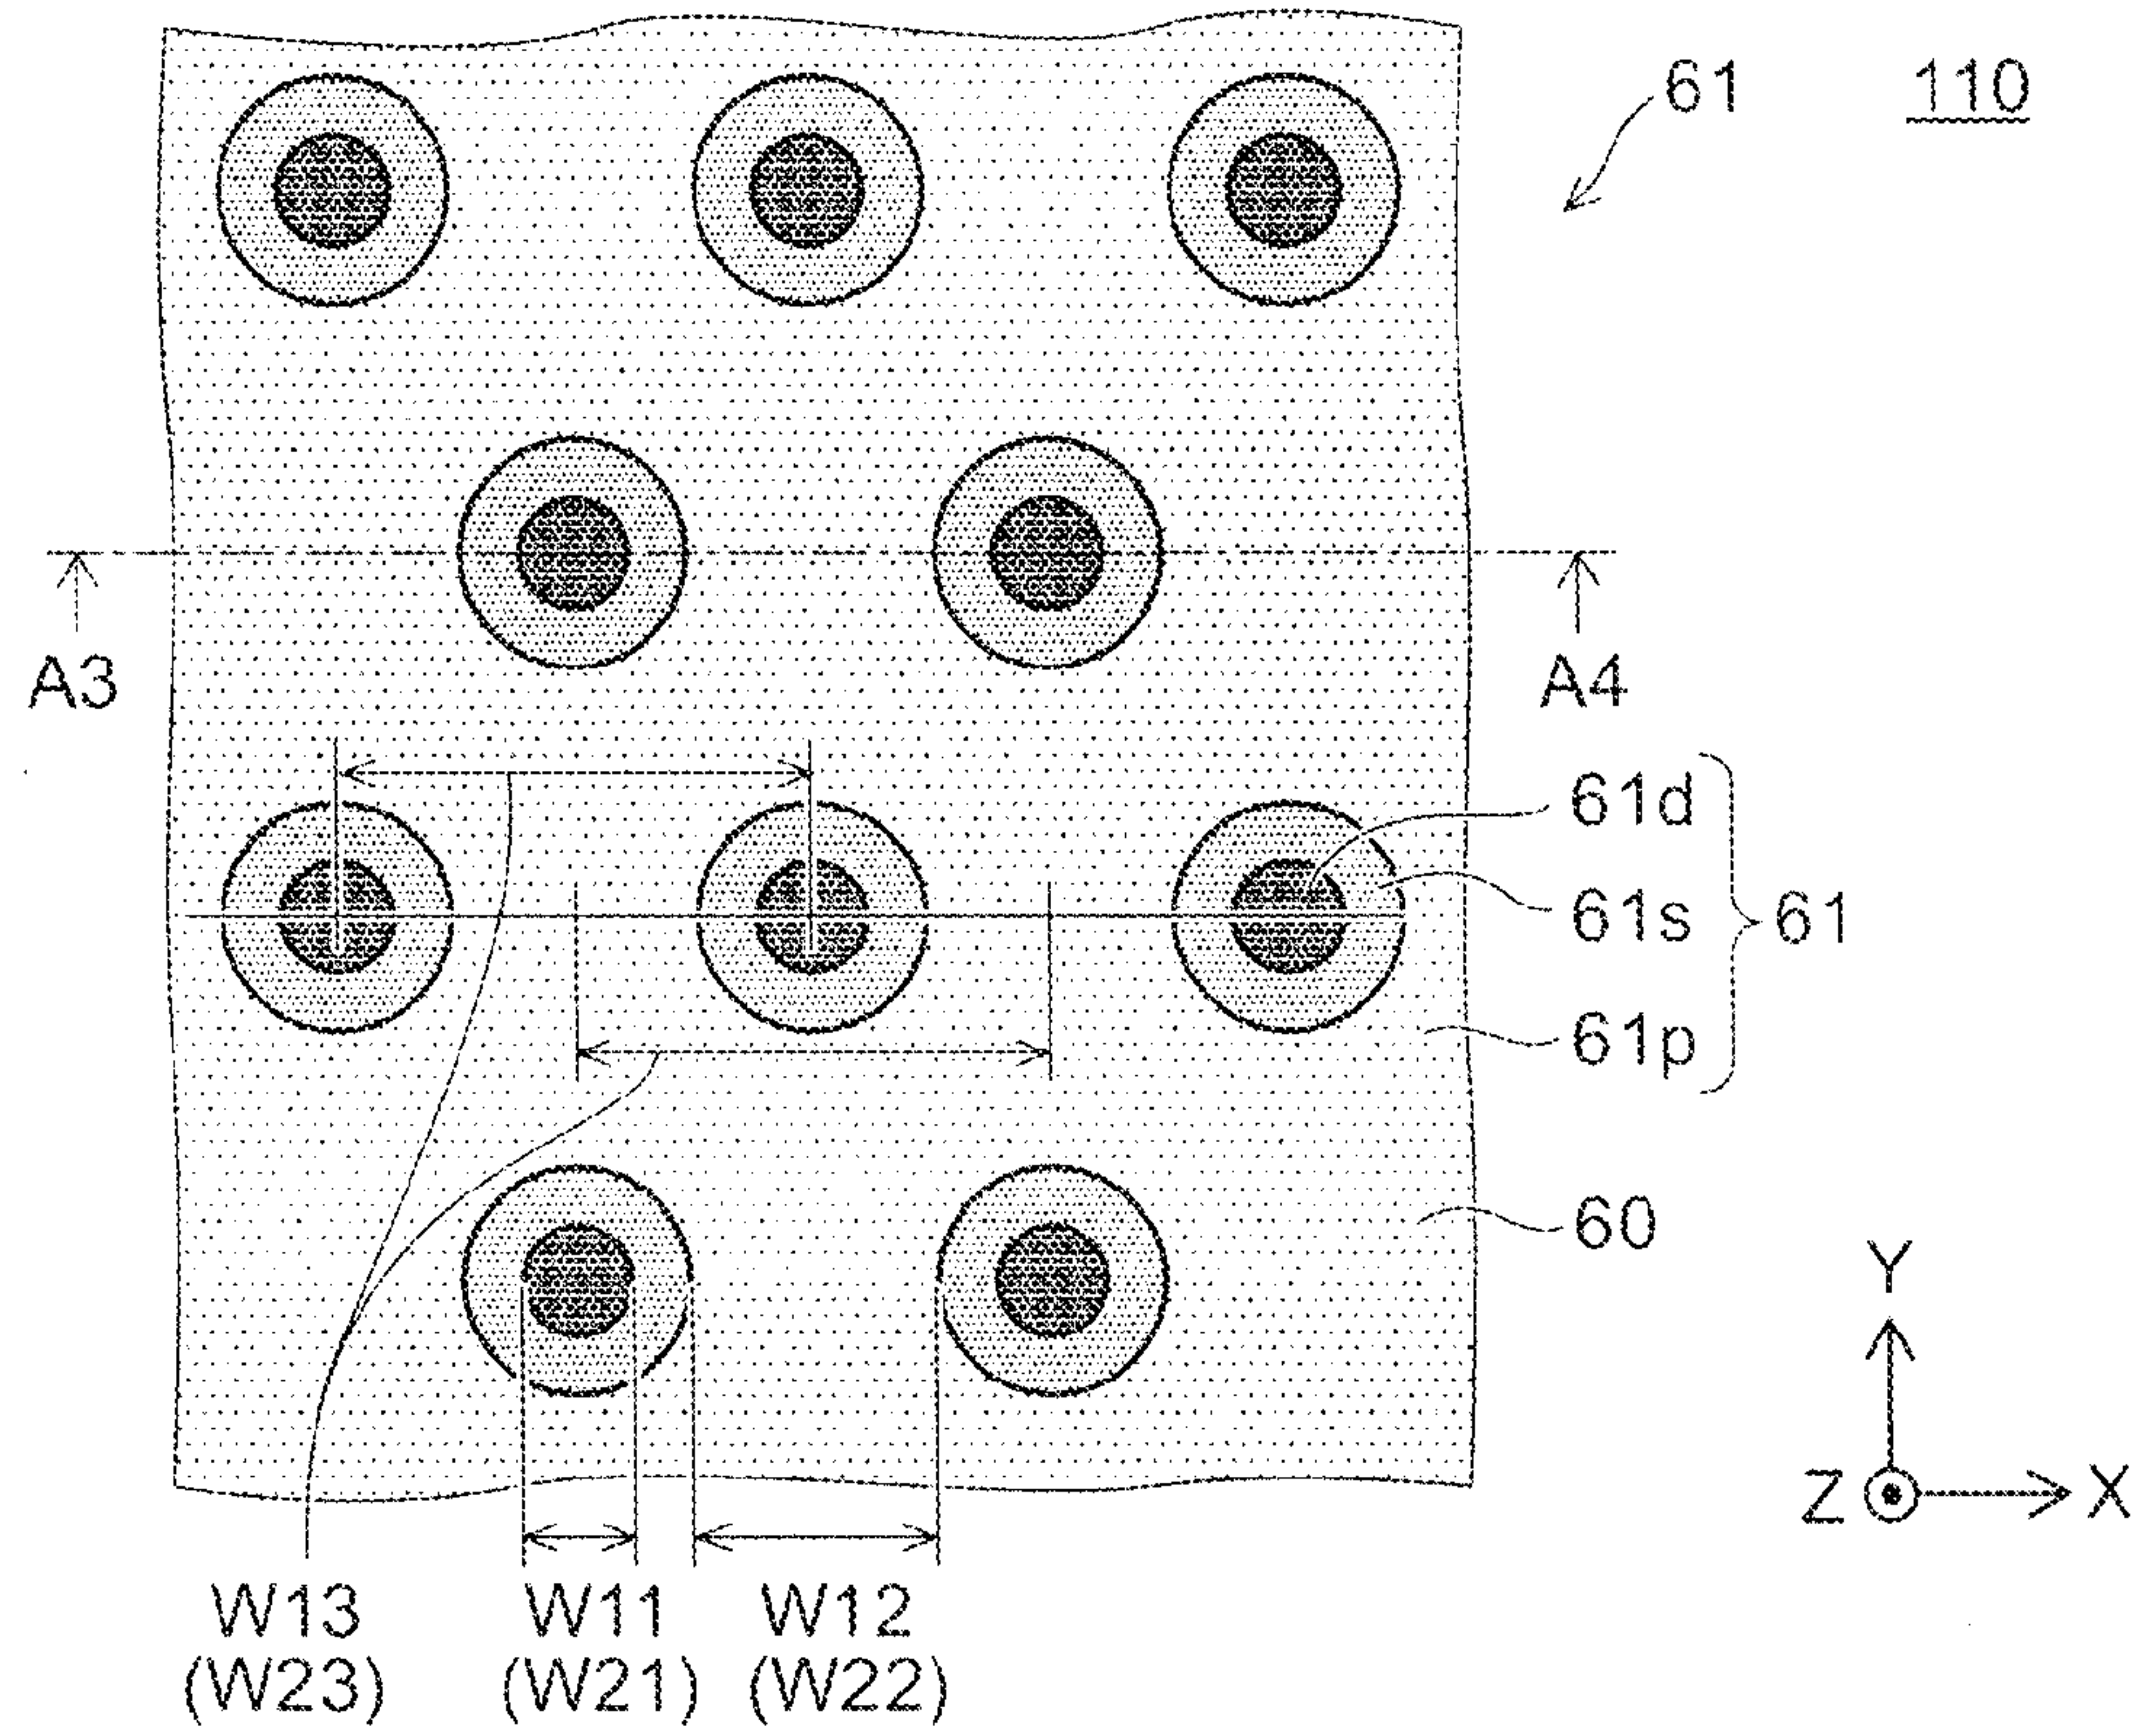 61 110
A3 A4
61d
61s 61
61p
60
Y
Z X
W13 W11 W12
(W23) (W21) (W22)